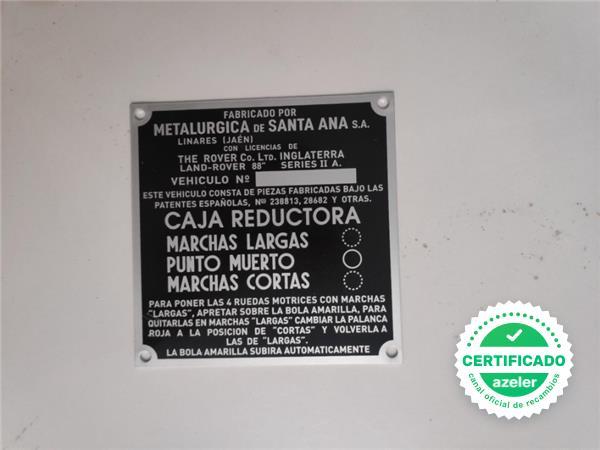 FABRICADO POR
METALURGICA DE SANTA ANA S.A.
LINARES (JAÉN)
CON LICENCIAS DE
THE ROVER Co. LTD. INGLATERRA
LAND-ROVER 88" SERIES II A.
VEHICULO Nº
ESTE VEHICULO CONSTA DE PIEZAS FABRICADAS BAJO LAS
PATENTES ESPAÑOLAS, Nos 238813, 28682 Y OTRAS.
CAJA REDUCTORA
MARCHAS LARGAS
PUNTO MUERTO
MARCHAS CORTAS
PARA PONER LAS 4 RUEDAS MOTRICES CON MARCHAS
"LARGAS", APRETAR SOBRE LA BOLA AMARILLA, PARA
QUITARLAS EN MARCHAS "LARGAS" CAMBIAR LA PALANCA
ROJA A LA POSICION DE "CORTAS" Y VOLVERLA A
LAS DE "LARGAS".
LA BOLA AMARILLA SUBIRA AUTOMATICAMENTE
CERTIFICADO
azeler
canal oficial de recambios